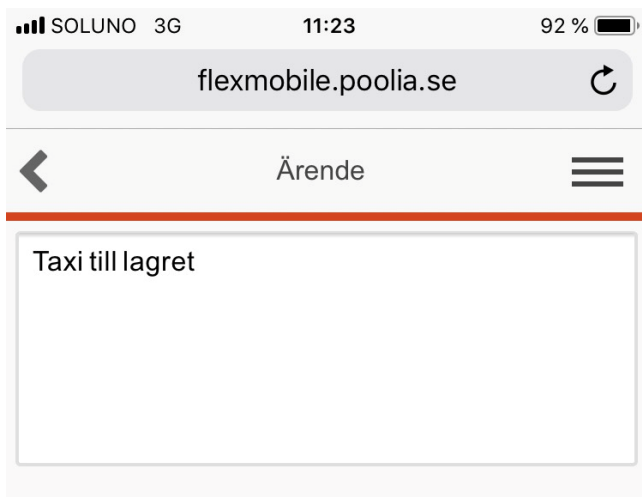 SOLUNO 3G 11:23 92 %
flexmobile.poolia.se
Ärende
Taxi till lagret